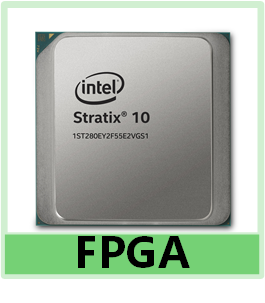 intel
Stratix® 10
1ST280EY2F55E2VGS1
FPGA